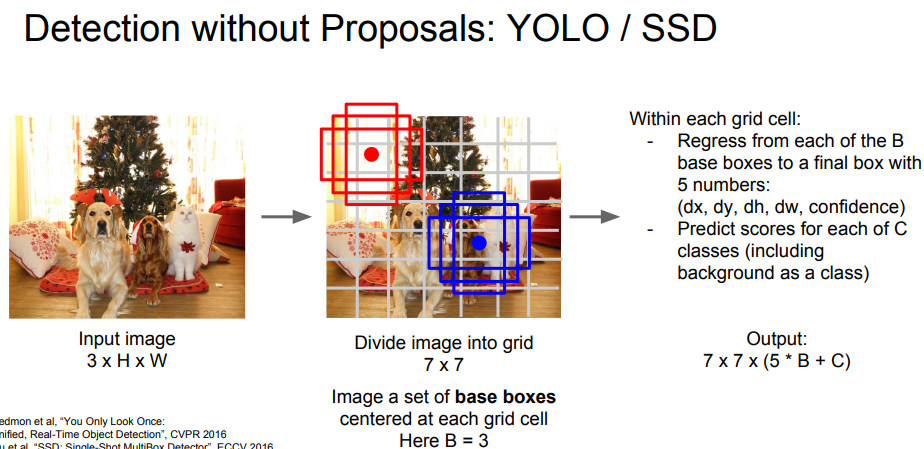 Detection without Proposals: YOLO / SSD
Input image
3 x H x W
Divide image into grid
7 x 7
Image a set of base boxes
centered at each grid cell
Here B = 3
Within each grid cell:
- Regress from each of the B
base boxes to a final box with
5 numbers:
(dx, dy, dh, dw, confidence)
- Predict scores for each of C
classes (including
background as a class)
Output:
7 x 7 x (5 * B + C)
edmon et al, “You Only Look Once:
nified, Real-Time Object Detection”, CVPR 2016
u et al, “SSD: Single-Shot MultiBox Detector”, ECCV 2016